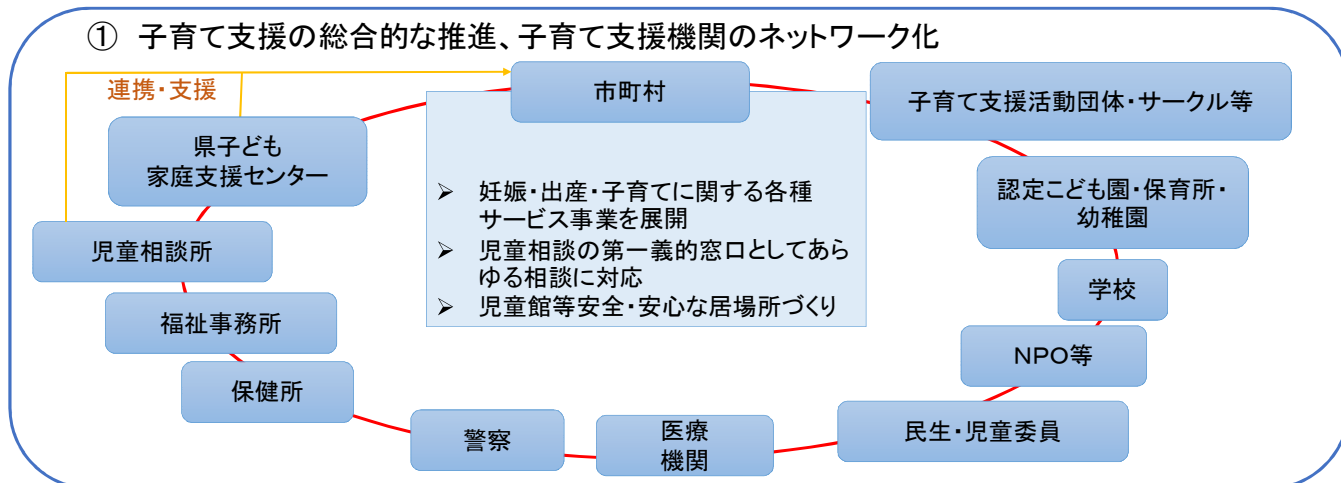 ① 子育て支援の総合的な推進、子育て支援機関のネットワーク化
連携・支援
市町村
子育て支援活動団体・サークル等
県子ども
家庭支援センター
➢ 妊娠・出産・子育てに関する各種
サービス事業を展開
➢ 児童相談の第一義的窓口としてあら
ゆる相談に対応
➢ 児童館等安全・安心な居場所づくり
認定こども園・保育所・
幼稚園
児童相談所
学校
福祉事務所
NPO等
保健所
警察
医療
機関
民生・児童委員